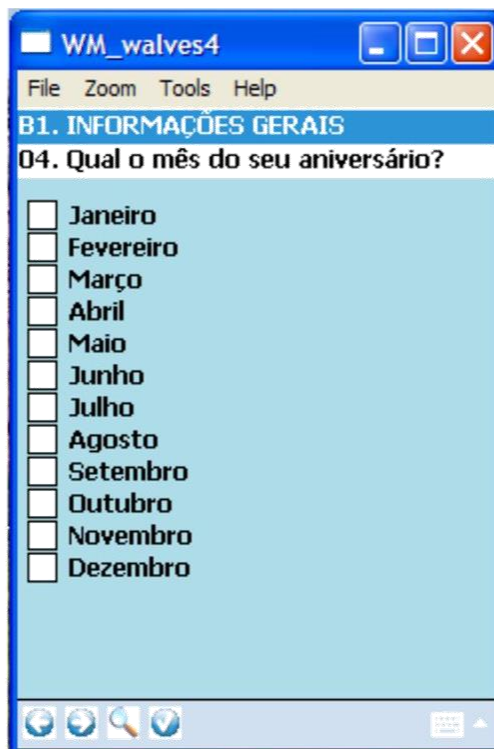 WM_walves4
File Zoom Tools Help
B1. INFORMAÇÕES GERAIS
04. Qual o mês do seu aniversário?
Janeiro
Fevereiro
Março
Abril
Maio
Junho
Julho
Agosto
Setembro
Outubro
Novembro
Dezembro